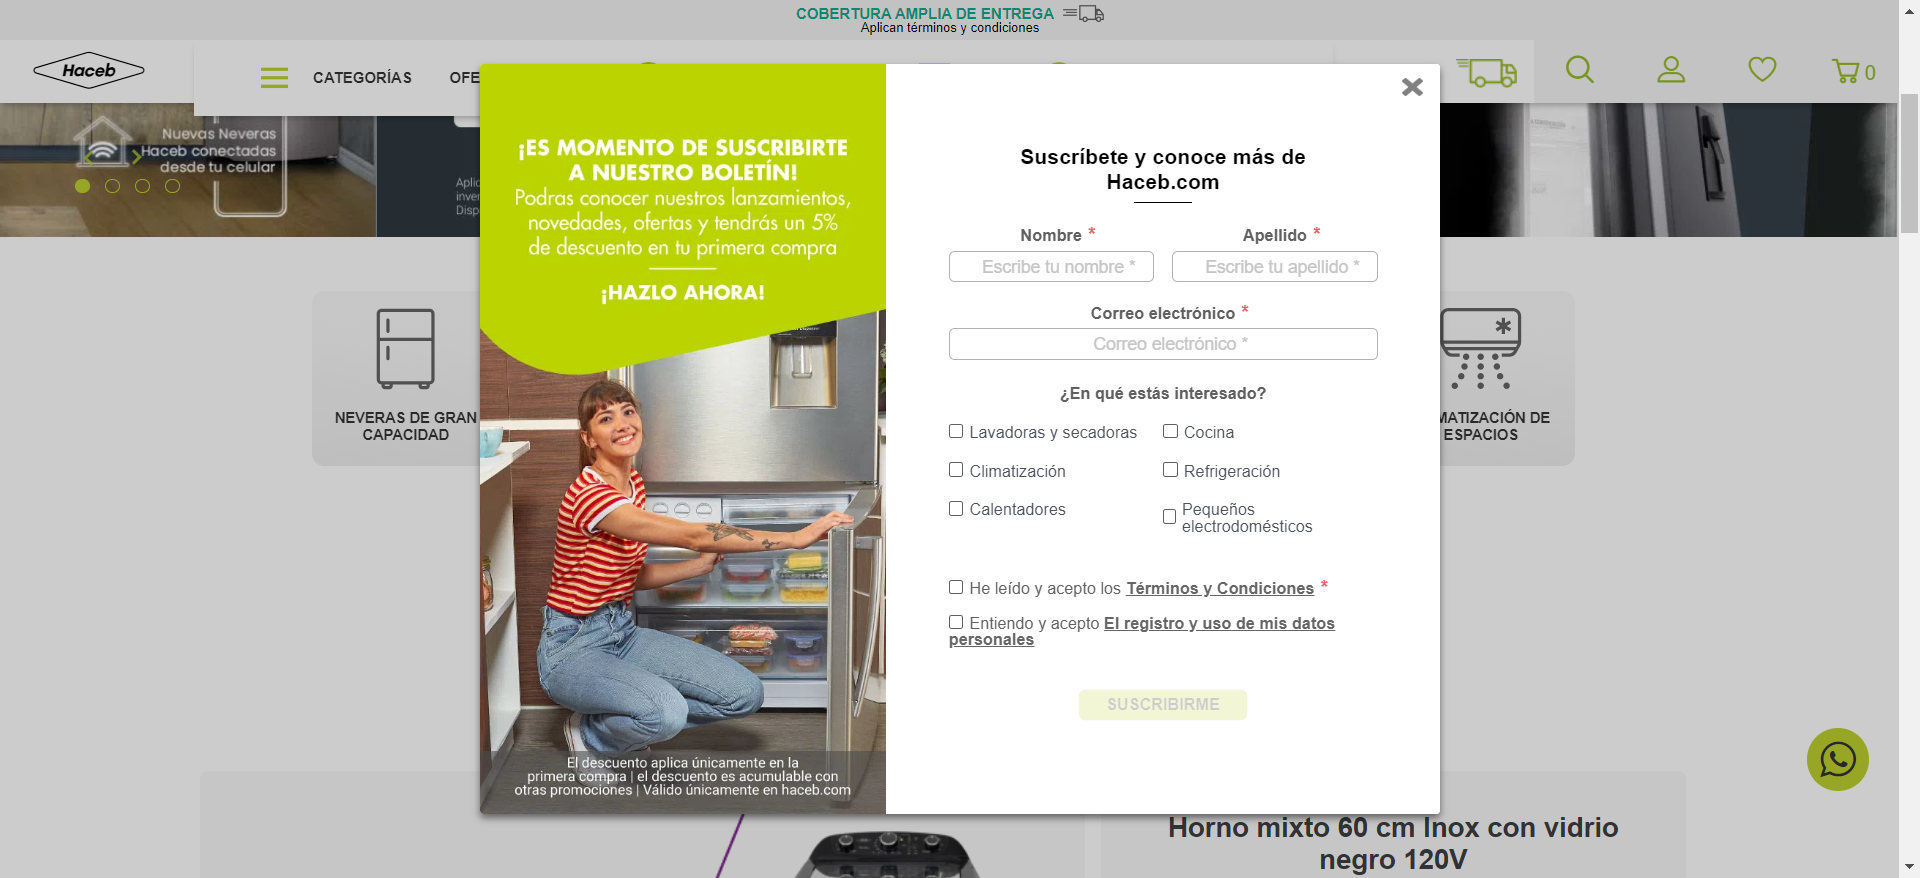 COBERTURA AMPLIA DE ENTREGA
Aplican términos y condiciones
Haceb
CATEGORÍAS
OFE
0
Nuevas Neveras
Haceb conectadas
desde tu celular
Aplic
inver
Disp
¡ES MOMENTO DE SUSCRIBIRTE
A NUESTRO BOLETÍN!
Podras conocer nuestros lanzamientos,
novedades, ofertas y tendrás un 5%
de descuento en tu primera compra
¡HAZLO AHORA!
El descuento aplica únicamente en la
primera compra | el descuento es acumulable con
otras promociones | Válido únicamente en haceb.com
Suscríbete y conoce más de
Haceb.com
Nombre *
Apellido *
Escribe tu nombre *
Escribe tu apellido *
Correo electrónico *
Correo electrónico *
¿En qué estás interesado?
Lavadoras y secadoras
Cocina
Climatización
Refrigeración
Calentadores
Pequeños
electrodomésticos
He leído y acepto los Términos y Condiciones *
Entiendo y acepto El registro y uso de mis datos
personales
SUSCRIBIRME
NEVERAS DE GRAN
CAPACIDAD
MATIZACIÓN DE
ESPACIOS
Horno mixto 60 cm Inox con vidrio
negro 120V